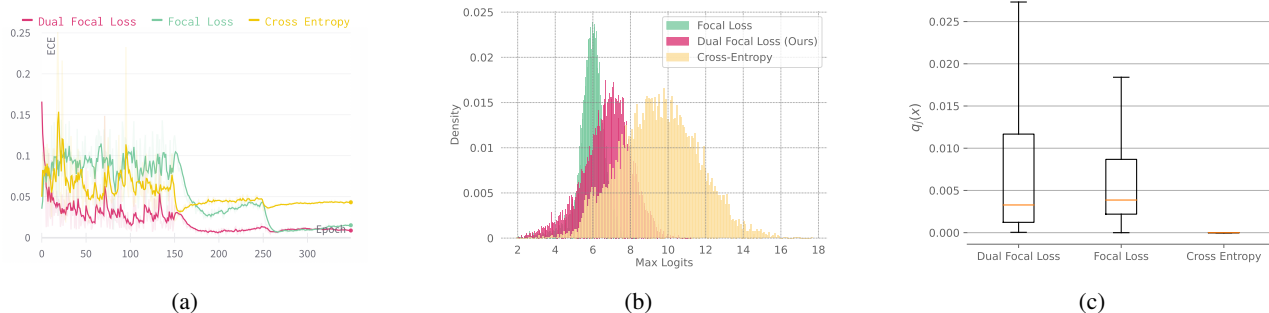 Dual Focal Loss Focal Loss Cross Entropy
ECE
0.25
0.2
0.15
0.1
0.05
0
0 50 100 150 200 250 300
Epoch
(a)
Focal Loss
Dual Focal Loss (Ours)
Cross-Entropy
Density
0.025
0.020
0.015
0.010
0.005
0
2 4 6 8 10 12 14 16 18
Max Logits
(b)
q_j(x)
0.025
0.020
0.015
0.010
0.005
0.000
Dual Focal Loss Focal Loss Cross Entropy
(c)